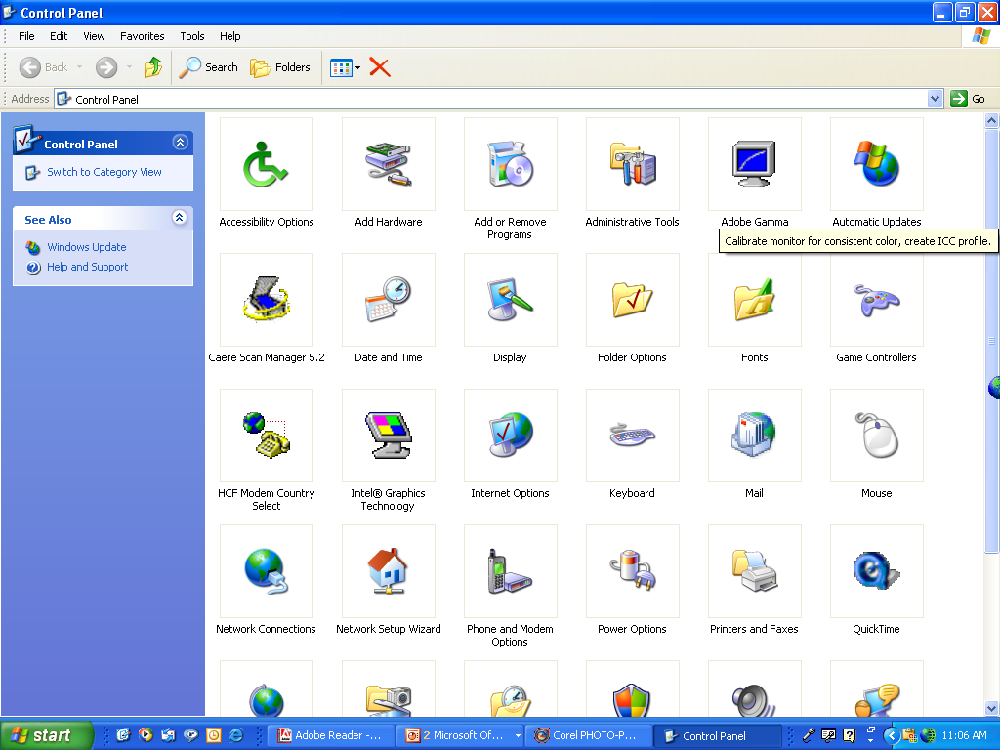 Control Panel
File Edit View Favorites Tools Help
Back Search Folders
Address Control Panel Go
Control Panel
Switch to Category View
See Also
Windows Update
Help and Support
Accessibility Options
Add Hardware
Add or Remove
Programs
Administrative Tools
Adobe Gamma
Automatic Updates
Calibrate monitor for consistent color, create ICC profile.
Caere Scan Manager 5.2
Date and Time
Display
Folder Options
Fonts
Game Controllers
HCF Modem Country
Select
Intel® Graphics
Technology
Internet Options
Keyboard
Mail
Mouse
Network Connections
Network Setup Wizard
Phone and Modem
Options
Power Options
Printers and Faxes
QuickTime
start Adobe Reader -... 2 Microsoft Of... Corel PHOTO-P... Control Panel 11:06 AM